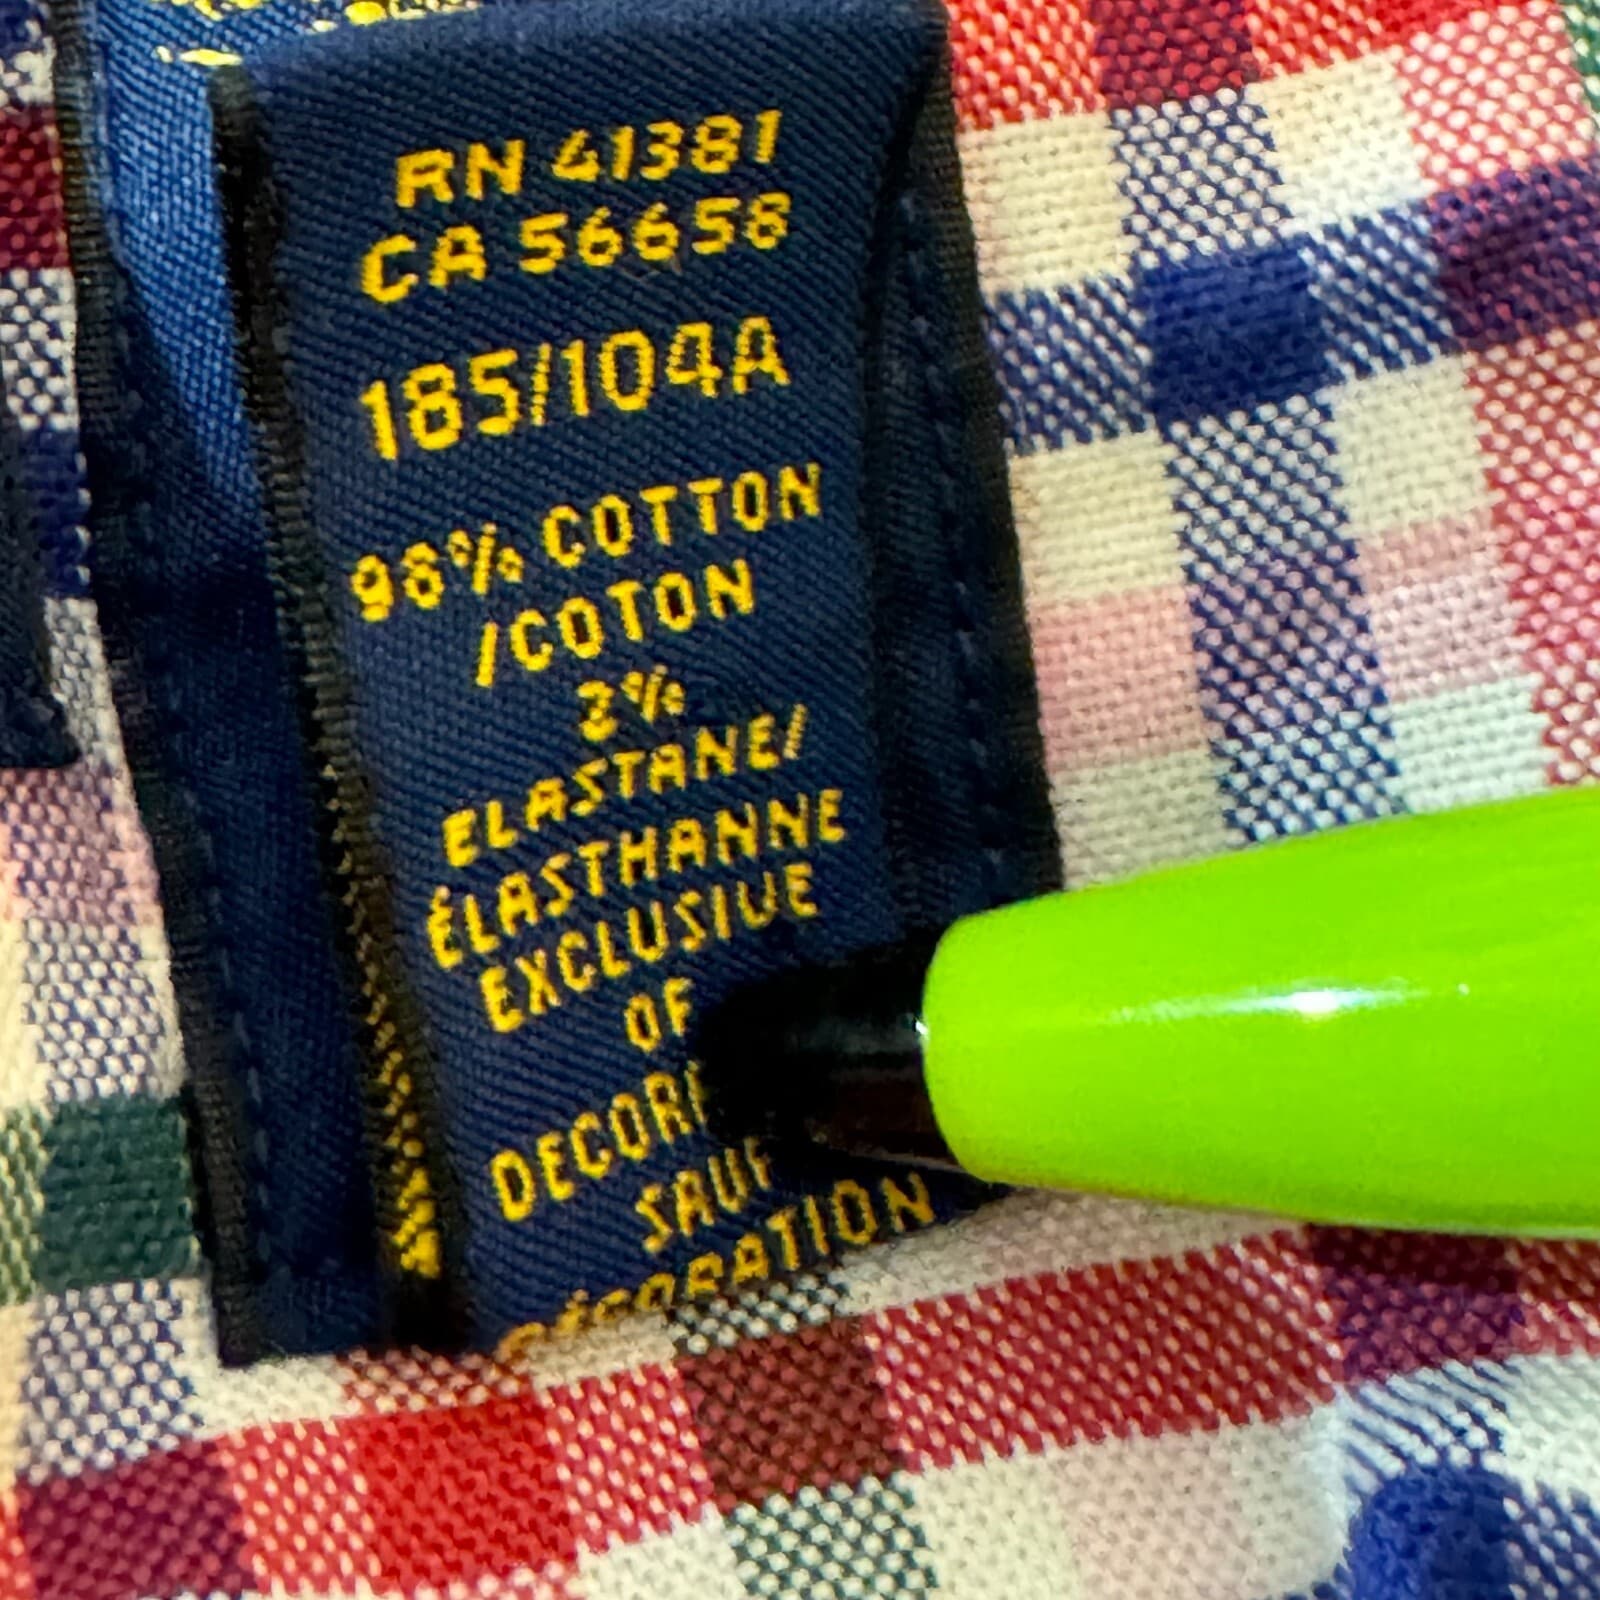 RN 41381
CA 56658
185/104A
98% COTTON
/COTON
2%
ELASTANE/
ÉLASTHANNE
EXCLUSIVE
OF
SAUF